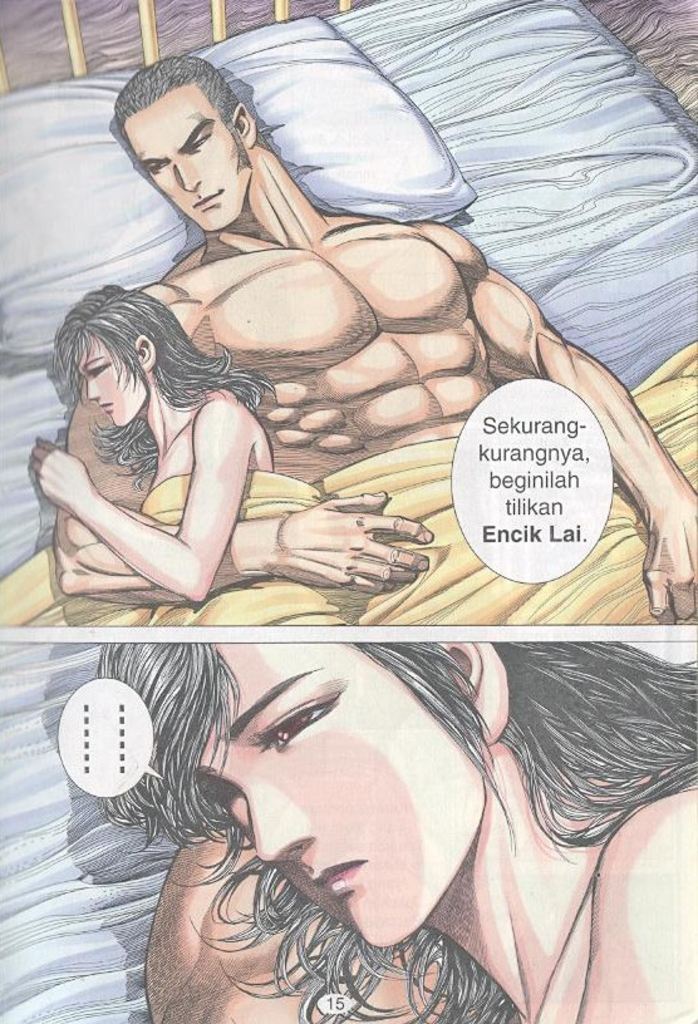 Sekurang-
kurangnya,
beginilah
tilikan
Encik Lai.
15